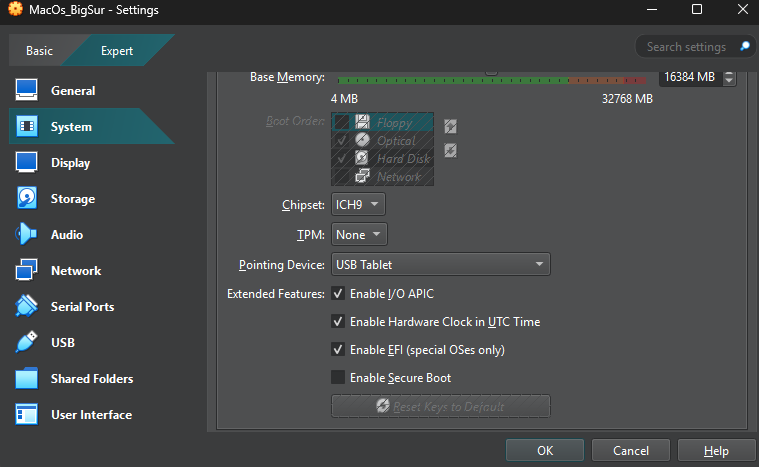 MacOs_BigSur - Settings
Basic Expert
Search settings
General
System
Display
Storage
Audio
Network
Serial Ports
USB
Shared Folders
User Interface
Base Memory: 16384 MB
4 MB 32768 MB
Boot Order: Floppy
Optical
Hard Disk
Network
Chipset: ICH9
TPM: None
Pointing Device: USB Tablet
Extended Features: Enable I/O APIC
Enable Hardware Clock in UTC Time
Enable EFI (special OSes only)
Enable Secure Boot
Reset Keys to Default
OK Cancel Help